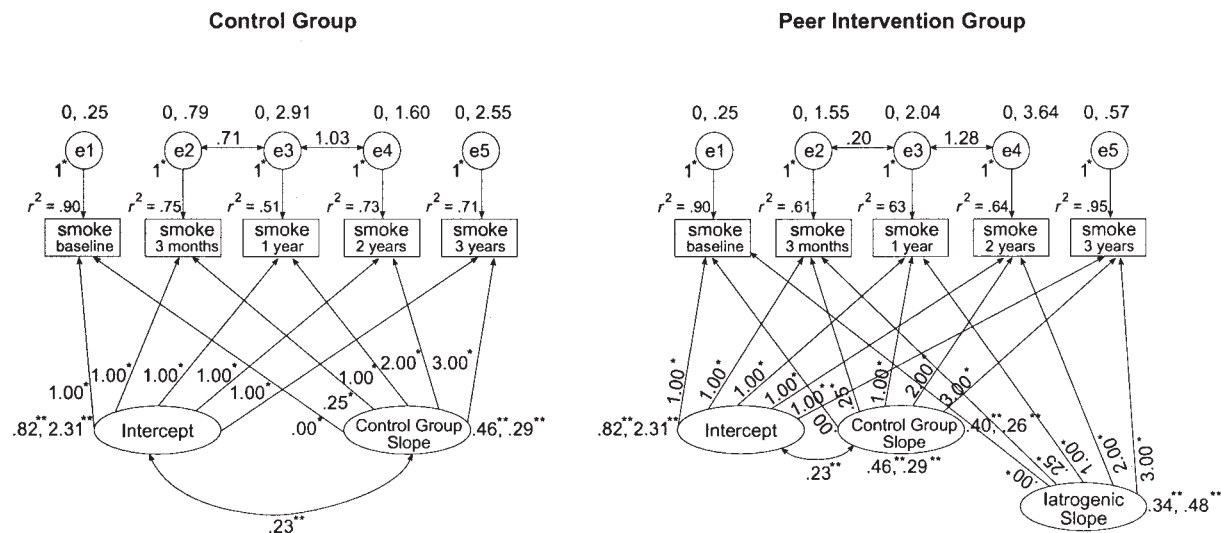 Control Group
Peer Intervention Group
0, .25 0, .79 0, 2.91 0, 1.60 0, 2.55
e1 e2 .71 e3 1.03 e4 e5
1* 1* 1* 1* 1*
r² = .90 r² = .75 r² = .51 r² = .73 r² = .71
smoke baseline
smoke 3 months
smoke 1 year
smoke 2 years
smoke 3 years
1.00* 1.00* 1.00* 1.00* 1.00* .00* .25* 1.00* 2.00* 3.00*
.82**, 2.31** Intercept Control Group Slope .46**, .29**
.23**
0, .25 0, 1.55 0, 2.04 0, 3.64 0, .57
e1 e2 .20 e3 1.28 e4 e5
1* 1* 1* 1* 1*
r² = .90 r² = .61 r² = 63 r² = .64 r² = .95
smoke baseline
smoke 3 months
smoke 1 year
smoke 2 years
smoke 3 years
1.00* 1.00* 1.00* 1.00* 1.00** .00 .25 1.00* 2.00* 3.00*
.82**, 2.31** Intercept Control Group Slope .40**, .26**
.23** .46**, .29**
.00* .25* 1.00* 2.00* 3.00*
Iatrogenic Slope .34**, .48**